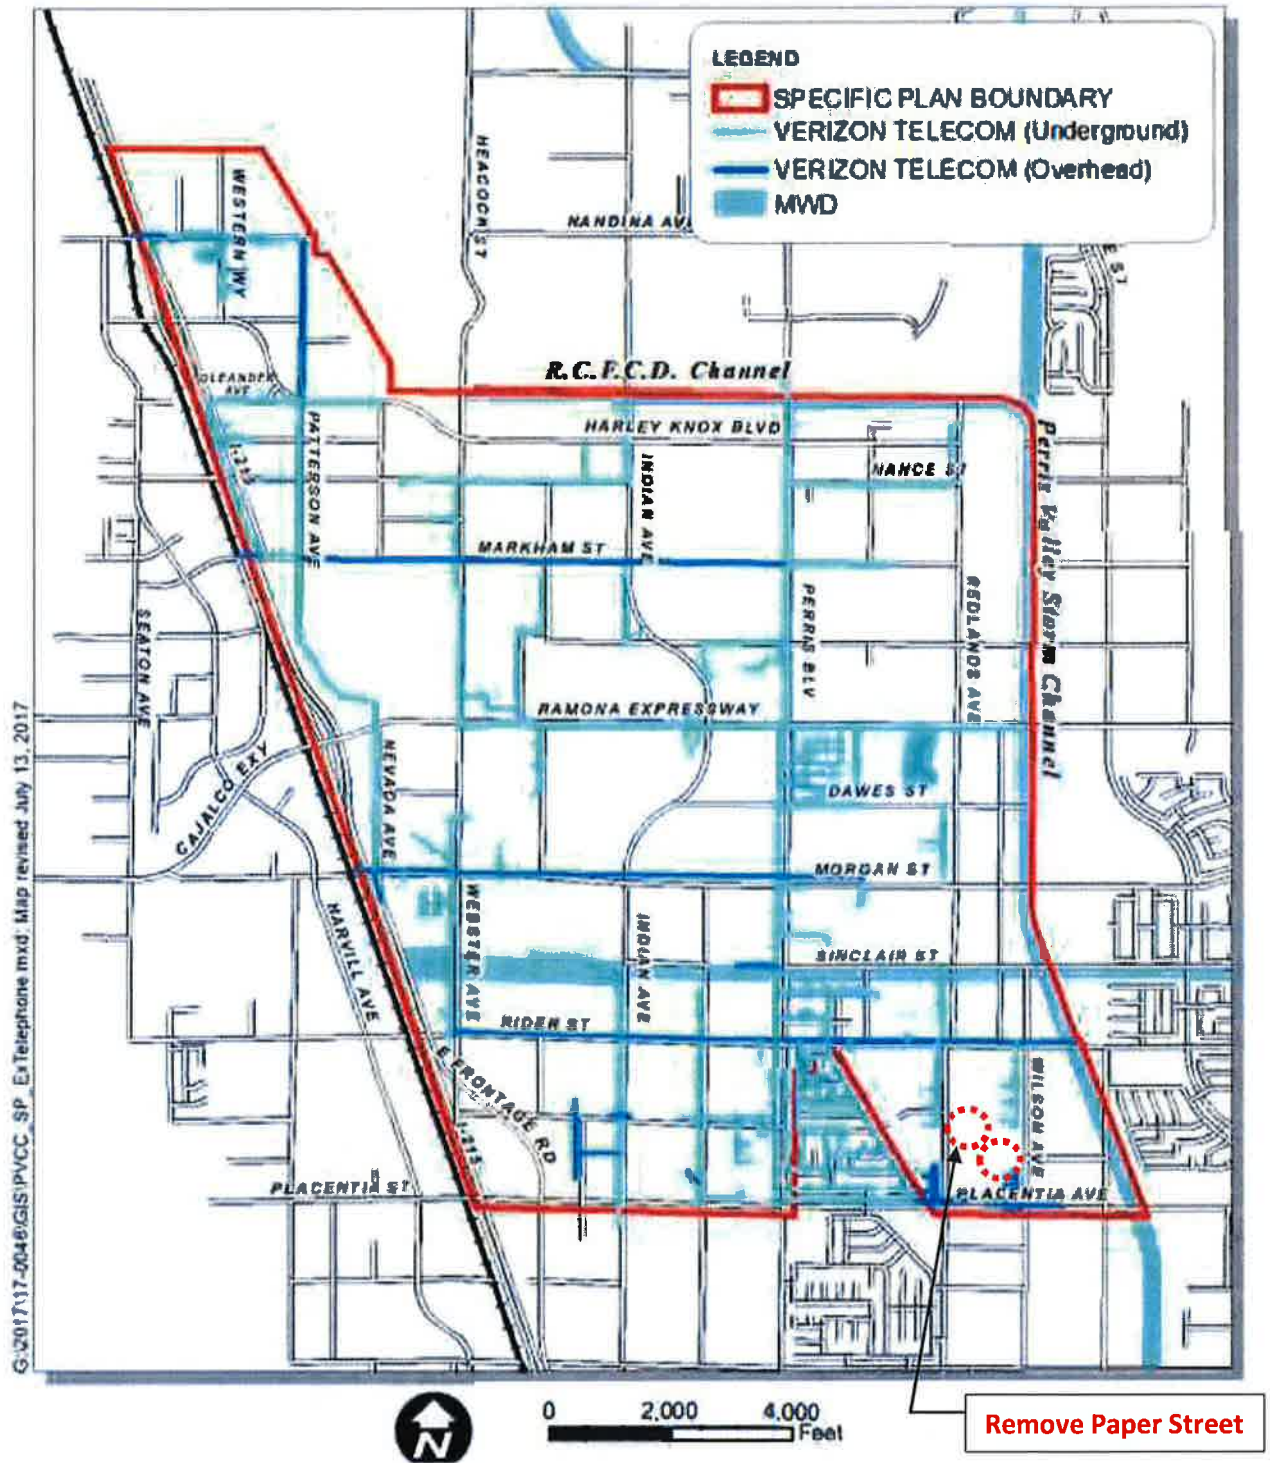 LEGEND
SPECIFIC PLAN BOUNDARY
VERIZON TELECOM (Underground)
VERIZON TELECOM (Overhead)
MWD
HEACOCK ST
WESTERN WY
NANDINA AVE
R.C.F.C.D. Channel
OLEANDER
AVE
HARLEY KNOX BLVD
PATTERSON AVE
I-215
INDIAN AVE
NANCE ST
Perris Valley Storm Channel
MARKHAM ST
SEATON AVE
PERRIS BLV
REDLANDS AVE
RAMONA EXPRESSWAY
CAJALCO EXY
NEVADA AVE
DAWES ST
MORGAN ST
HARVILL AVE
WEBSTER AVE
INDIAN AVE
SINCLAIR ST
RIDER ST
E FRONTAGE RD
WILSON AVE
I-215
PLACENTIA ST
PLACENTIA AVE
G:\2017\17-0046\GIS\PVCC_SP_ExTelephone.mxd; Map revised July 13, 2017
N
0 2,000 4,000
Feet
Remove Paper Street